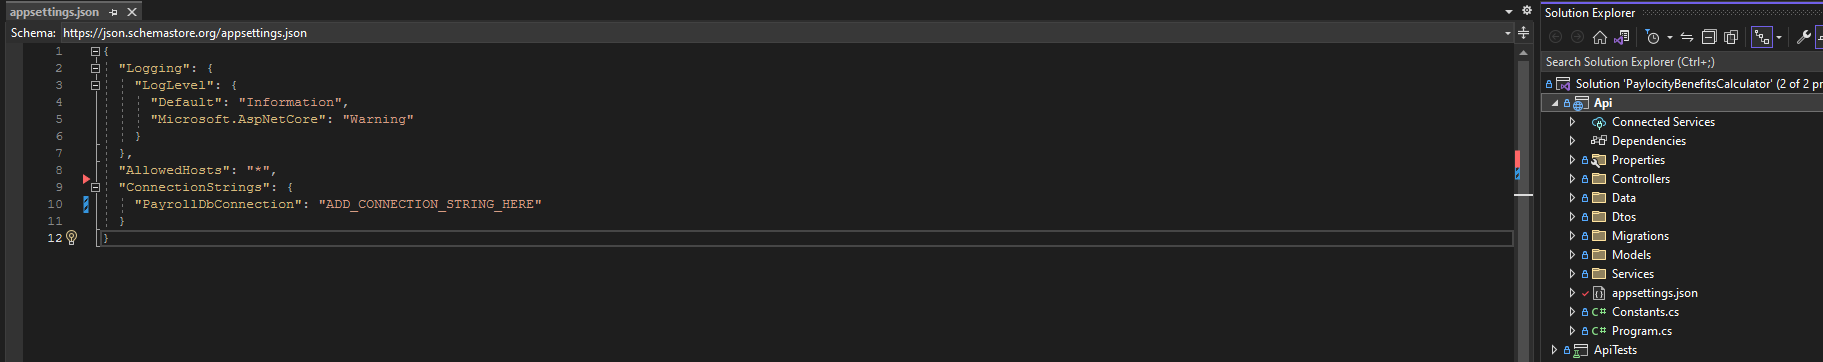 appsettings.json
Schema: https://json.schemastore.org/appsettings.json
1 {
2 "Logging": {
3 "LogLevel": {
4 "Default": "Information",
5 "Microsoft.AspNetCore": "Warning"
6 }
7 },
8 "AllowedHosts": "*",
9 "ConnectionStrings": {
10 "PayrollDbConnection": "ADD_CONNECTION_STRING_HERE"
11 }
12 }
Solution Explorer
Search Solution Explorer (Ctrl+;)
Solution 'PaylocityBenefitsCalculator' (2 of 2 pr
Api
Connected Services
Dependencies
Properties
Controllers
Data
Dtos
Migrations
Models
Services
appsettings.json
C# Constants.cs
C# Program.cs
ApiTests